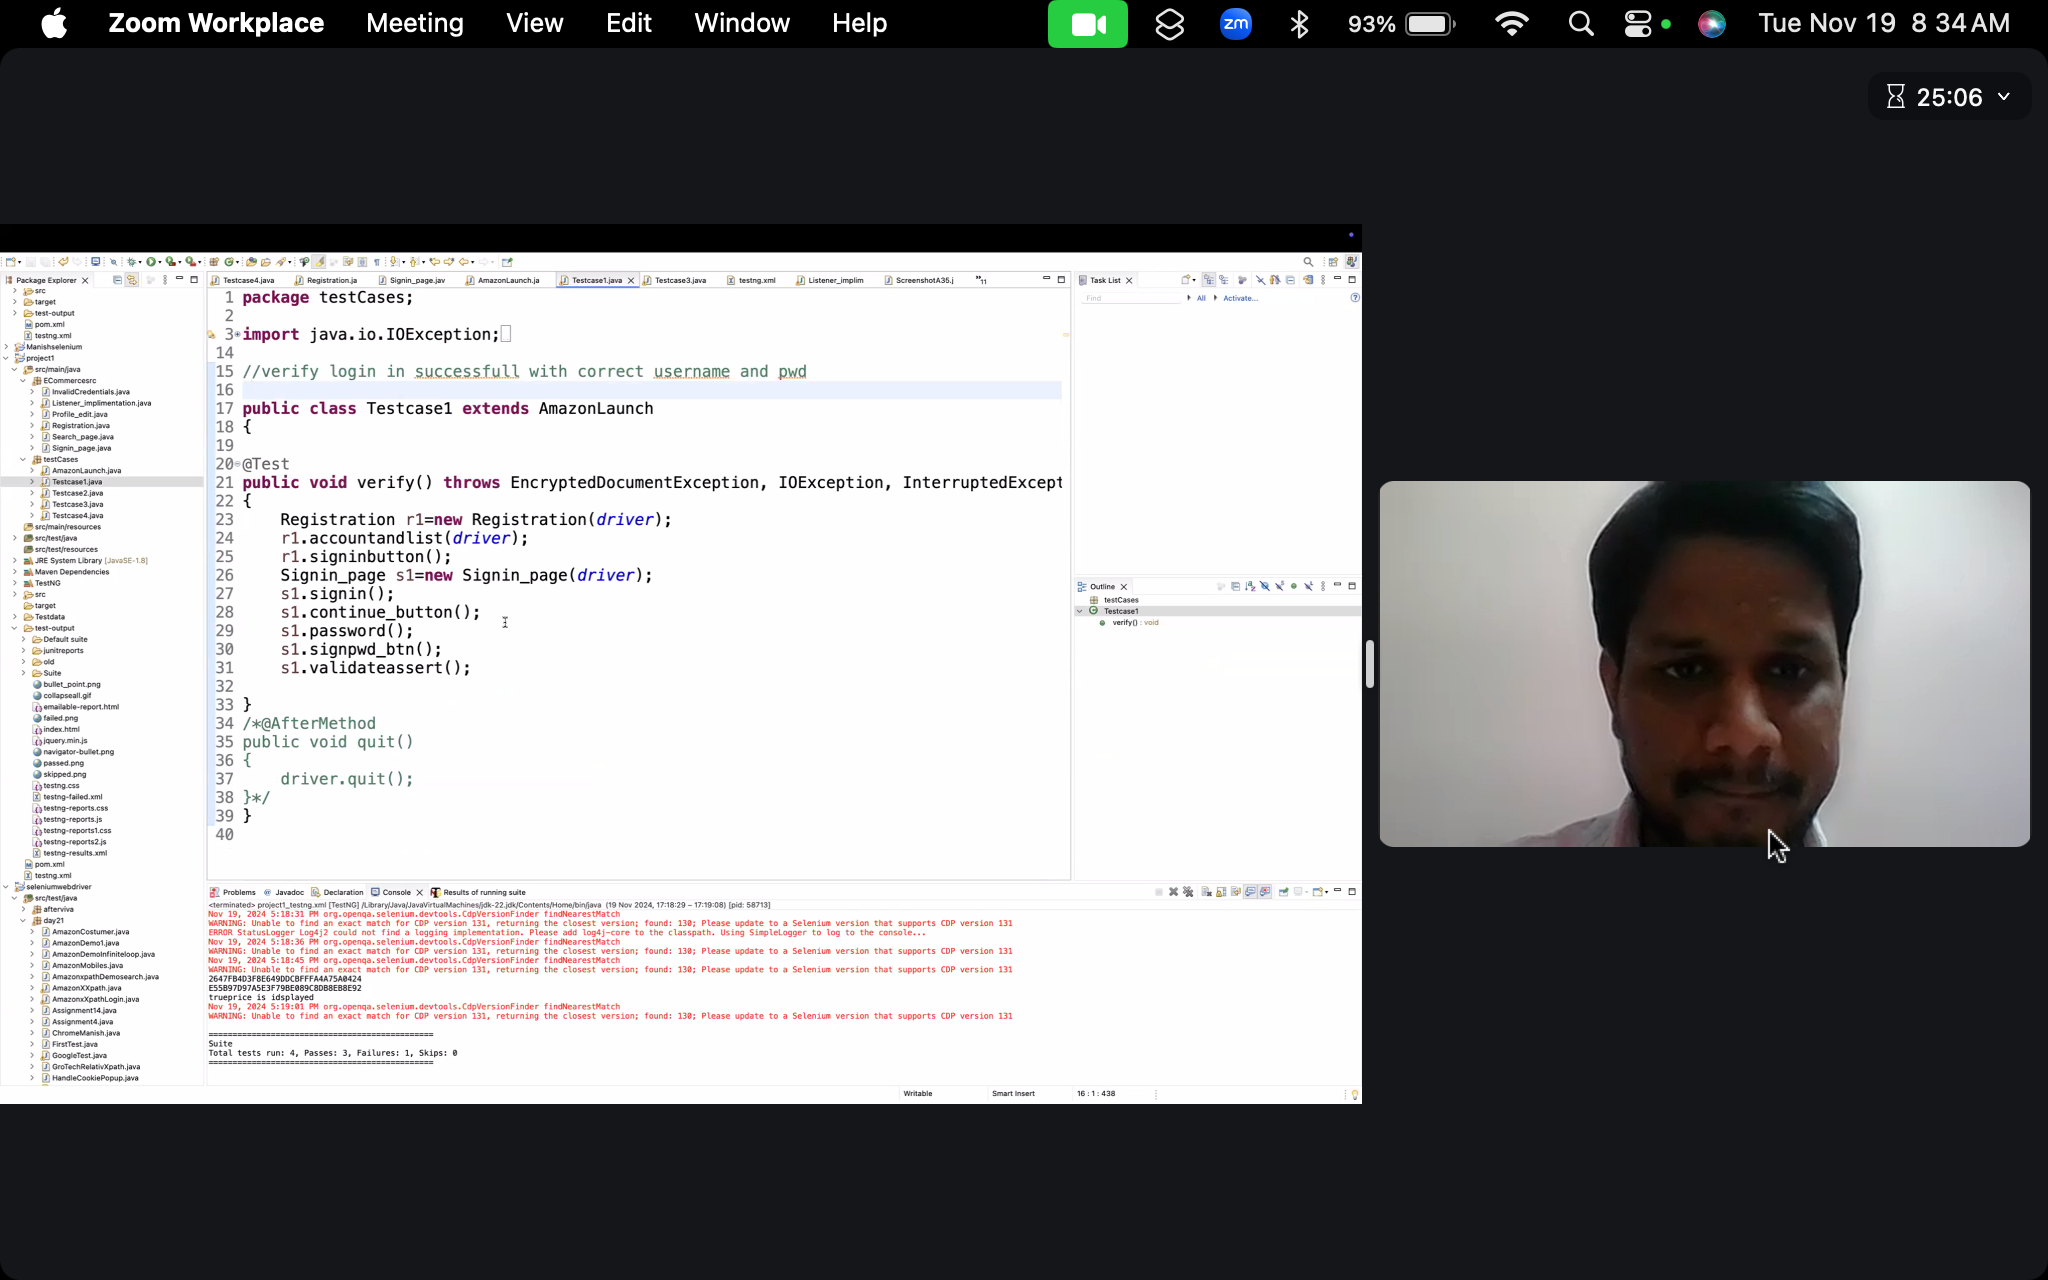 Zoom Workplace Meeting View Edit Window Help zm 93% Tue Nov 19 8 34 AM
25:06
Package Explorer
src
target
test-output
pom.xml
testng.xml
Manishselenium
project1
src/main/java
ECommercesrc
InvalidCredentials.java
Listener_implimentation.java
Profile_edit.java
Registration.java
Search_page.java
Signin_page.java
testCases
AmazonLaunch.java
Testcase1.java
Testcase2.java
Testcase3.java
Testcase4.java
src/main/resources
src/test/java
src/test/resources
JRE System Library [JavaSE-1.8]
Maven Dependencies
TestNG
src
target
Testdata
test-output
Default suite
junitreports
old
Suite
bullet_point.png
collapseall.gif
emailable-report.html
failed.png
index.html
jquery.min.js
navigator-bullet.png
passed.png
skipped.png
testng.css
testng-failed.xml
testng-reports.css
testng-reports.js
testng-reports1.css
testng-reports2.js
testng-results.xml
pom.xml
testng.xml
seleniumwebdriver
src/test/java
afterviva
day21
AmazonCostumer.java
AmazonDemo1.java
AmazonDemoInfiniteloop.java
AmazonMobiles.java
AmazonxpathDemosearch.java
AmazonXXpath.java
AmazonxXpathLogin.java
Assignment14.java
Assignment4.java
ChromeManish.java
FirstTest.java
GoogleTest.java
GroTechRelativXpath.java
HandleCookiePopup.java
Testcase4.java Registration.ja Signin_page.jav AmazonLaunch.ja Testcase1.java Testcase3.java testng.xml Listener_implim ScreenshotA35.j 11
1 package testCases;
2
3 import java.io.IOException;
14
15 //verify login in successfull with correct username and pwd
16
17 public class Testcase1 extends AmazonLaunch
18 {
19
20 @Test
21 public void verify() throws EncryptedDocumentException, IOException, InterruptedExcept
22 {
23 Registration r1=new Registration(driver);
24 r1.accountandlist(driver);
25 r1.signinbutton();
26 Signin_page s1=new Signin_page(driver);
27 s1.signin();
28 s1.continue_button();
29 s1.password();
30 s1.signpwd_btn();
31 s1.validateassert();
32
33 }
34 /*@AfterMethod
35 public void quit()
36 {
37 driver.quit();
38 }*/
39 }
40
Task List
Find All Activate...
Outline
testCases
Testcase1
verify() : void
Problems Javadoc Declaration Console Results of running suite
<terminated> project1_testng.xml [TestNG] /Library/Java/JavaVirtualMachines/jdk-22.jdk/Contents/Home/bin/java (19 Nov 2024, 17:18:29 – 17:19:08) [pid: 58713]
Nov 19, 2024 5:18:31 PM org.openqa.selenium.devtools.CdpVersionFinder findNearestMatch
WARNING: Unable to find an exact match for CDP version 131, returning the closest version; found: 130; Please update to a Selenium version that supports CDP version 131
ERROR StatusLogger Log4j2 could not find a logging implementation. Please add log4j-core to the classpath. Using SimpleLogger to log to the console...
Nov 19, 2024 5:18:36 PM org.openqa.selenium.devtools.CdpVersionFinder findNearestMatch
WARNING: Unable to find an exact match for CDP version 131, returning the closest version; found: 130; Please update to a Selenium version that supports CDP version 131
Nov 19, 2024 5:18:45 PM org.openqa.selenium.devtools.CdpVersionFinder findNearestMatch
WARNING: Unable to find an exact match for CDP version 131, returning the closest version; found: 130; Please update to a Selenium version that supports CDP version 131
2647FB4D3F8E649DDCBFFFA4A75A0424
E55B97D97A5E3F79BE089C8DB8EB8E92
trueprice is idsplayed
Nov 19, 2024 5:19:01 PM org.openqa.selenium.devtools.CdpVersionFinder findNearestMatch
WARNING: Unable to find an exact match for CDP version 131, returning the closest version; found: 130; Please update to a Selenium version that supports CDP version 131
===============================================
Suite
Total tests run: 4, Passes: 3, Failures: 1, Skips: 0
===============================================
Writable Smart Insert 16 : 1 : 438